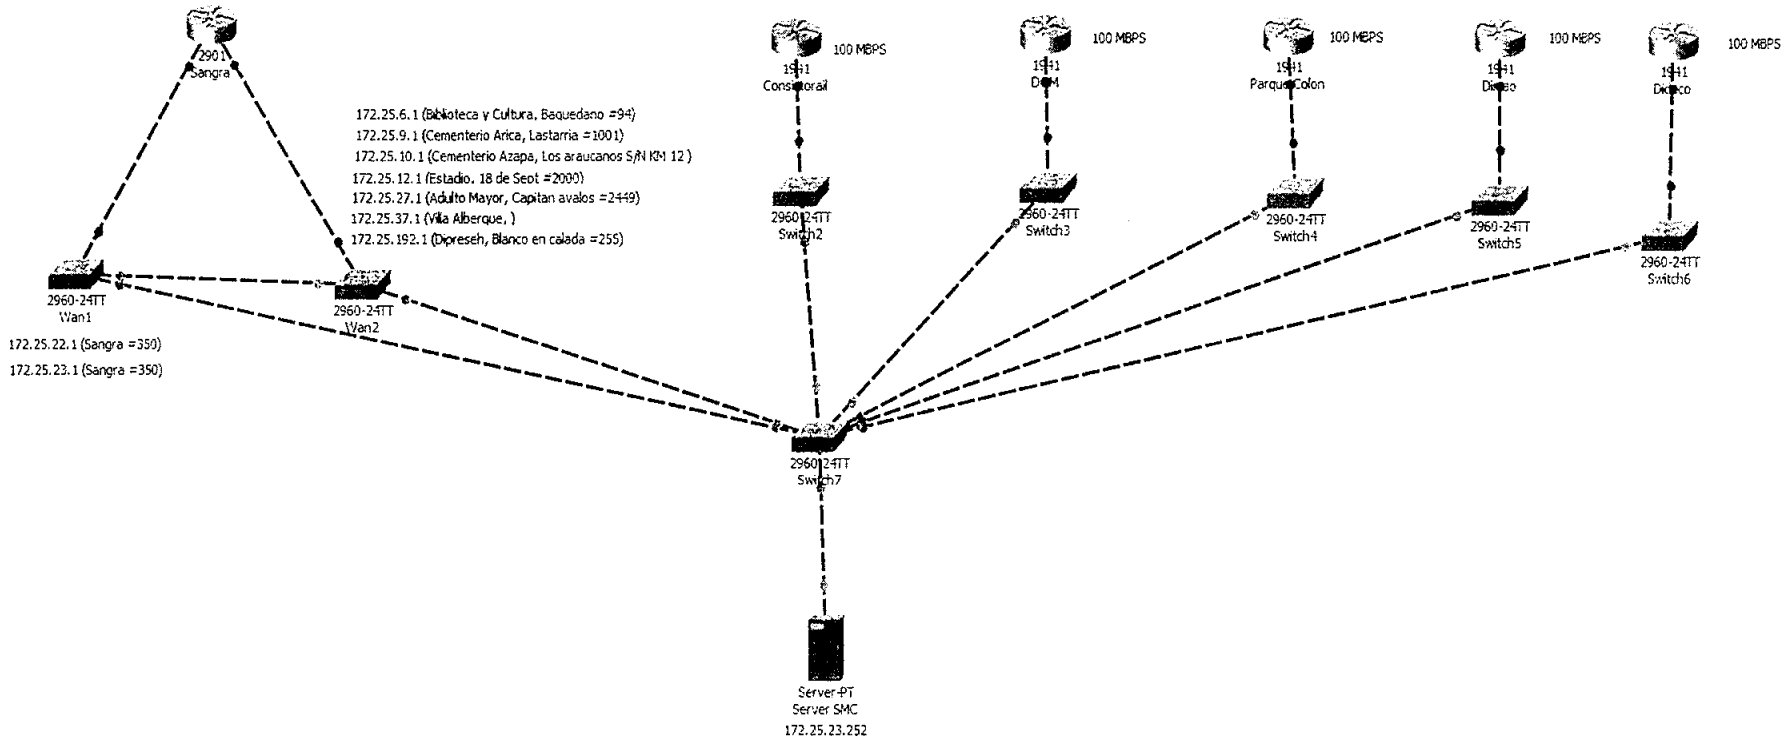 2901
Sangra
172.25.6.1 (Biblioteca y Cultura, Baquedano =94)
172.25.9.1 (Cementerio Arica, Lastarria =1001)
172.25.10.1 (Cementerio Azapa, Los araucanos S/N KM 12 )
172.25.12.1 (Estadio, 18 de Sept =2000)
172.25.27.1 (Adulto Mayor, Capitan avalos =2449)
172.25.37.1 (Villa Alberque, )
172.25.192.1 (Dipreseh, Blanco en calada =255)
2960-24TT
Wan1
172.25.22.1 (Sangra =350)
172.25.23.1 (Sangra =350)
2960-24TT
Wan2
100 MBPS
1941
2960-24TT
Switch2
100 MBPS
1941
2960-24TT
Switch3
100 MBPS
1941
Parque Colon
2960-24TT
Switch4
100 MBPS
1941
2960-24TT
Switch5
100 MBPS
1941
2960-24TT
Switch6
2960-24TT
Switch7
Server-PT
Server SMC
172.25.23.252